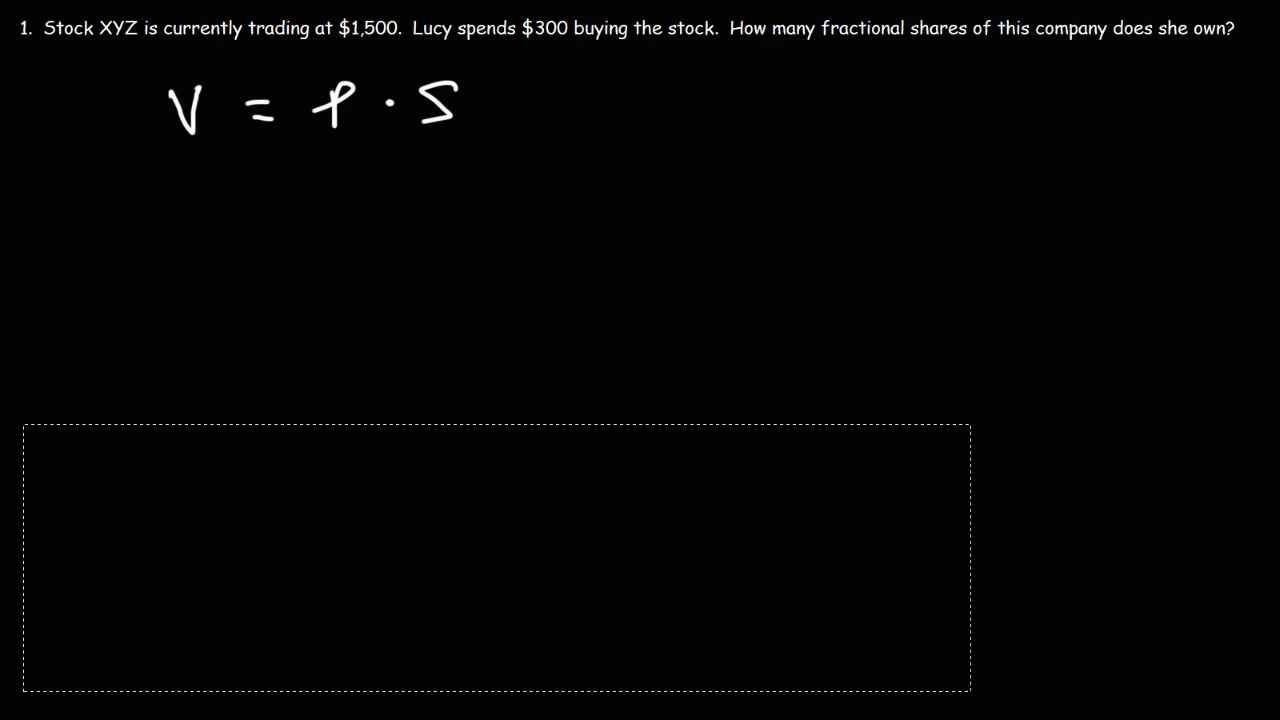 1. Stock XYZ is currently trading at $1,500. Lucy spends $300 buying the stock. How many fractional shares of this company does she own?
V = P · S